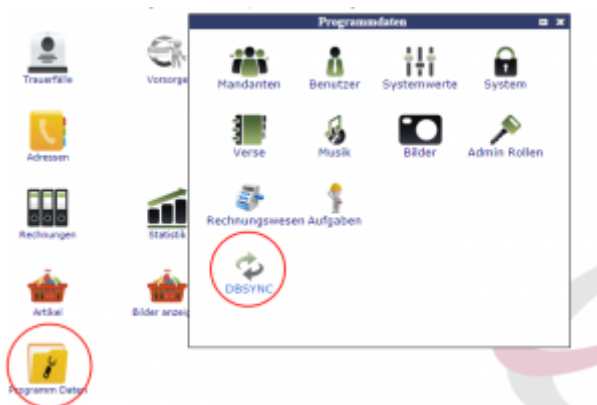 Programmdaten
Trauerfälle
Vorsorge
Mandanten
Benutzer
Systemwerte
System
Adressen
Verse
Musik
Bilder
Admin Rollen
Rechnungen
Statistik
Rechnungswesen
Aufgaben
DBSYNC
Artikel
Bilder anzeig
Programm Daten